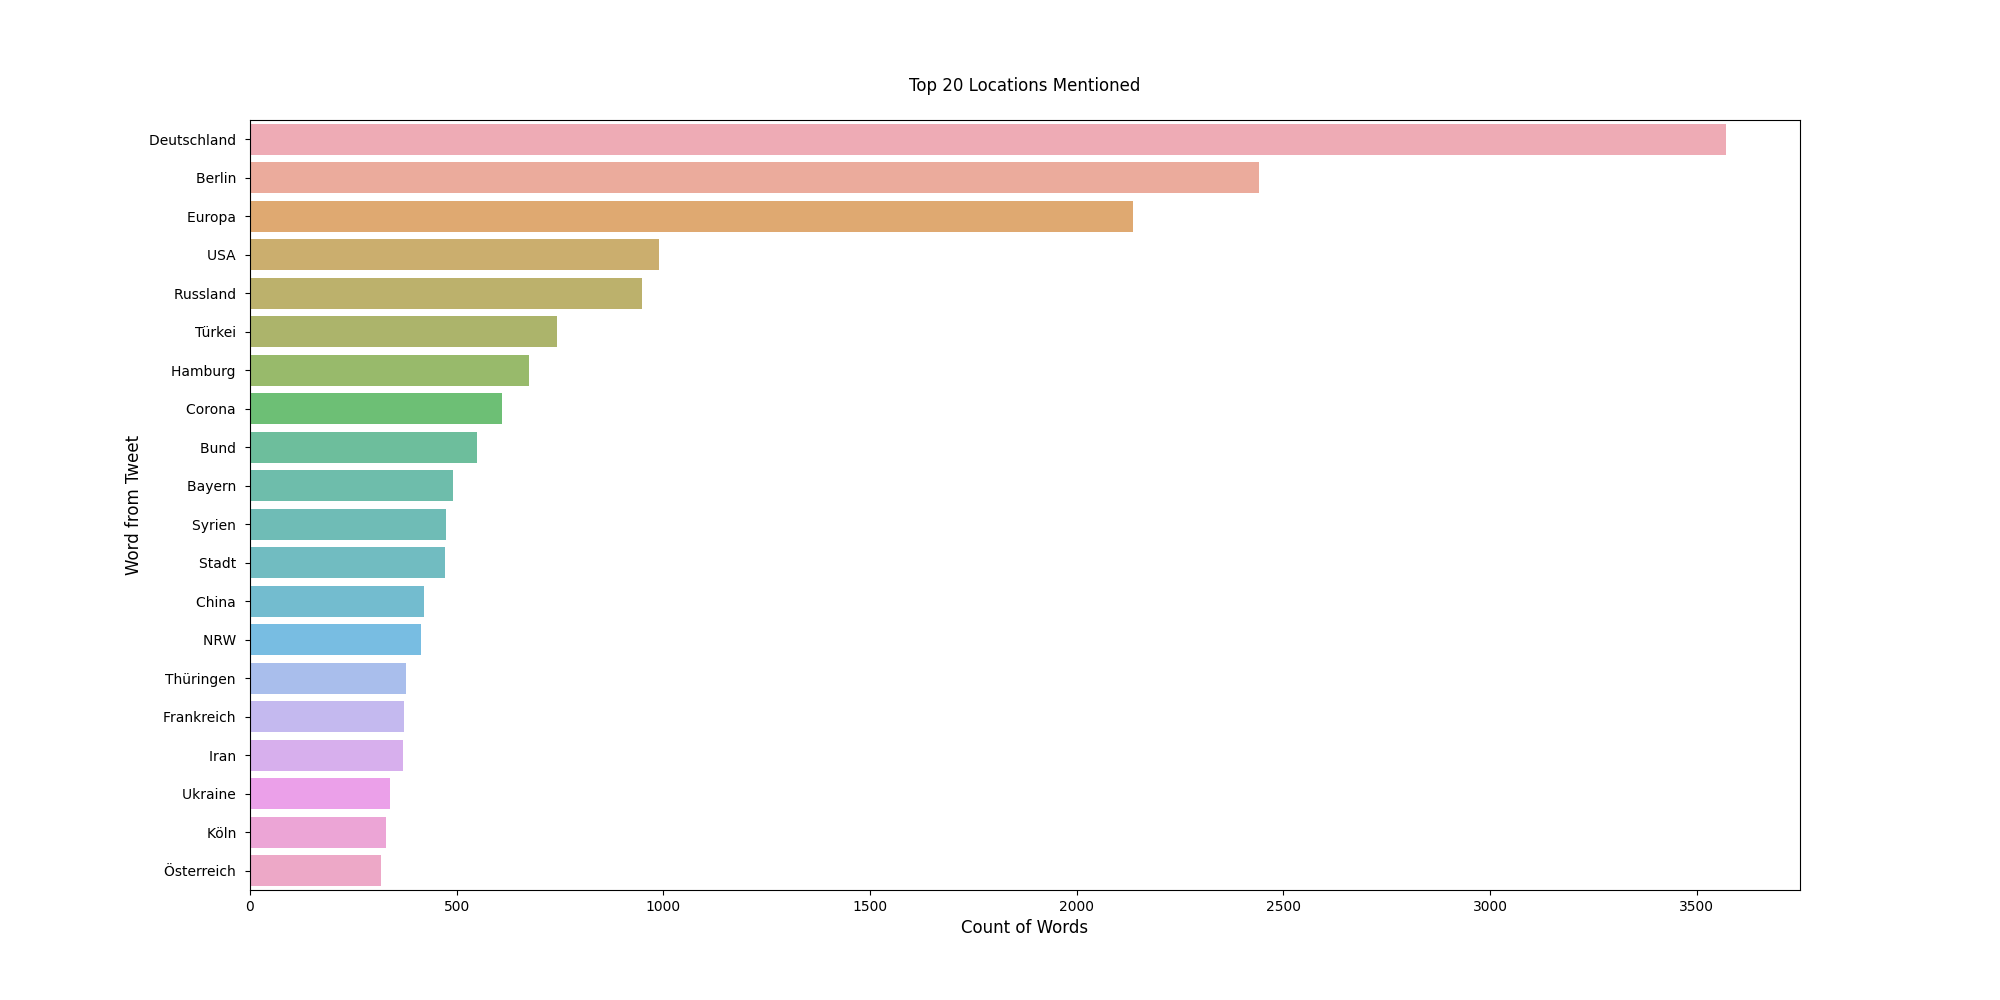 Top 20 Locations Mentioned
Word from Tweet
Deutschland
Berlin
Europa
USA
Russland
Türkei
Hamburg
Corona
Bund
Bayern
Syrien
Stadt
China
NRW
Thüringen
Frankreich
Iran
Ukraine
Köln
Österreich
0 500 1000 1500 2000 2500 3000 3500
Count of Words